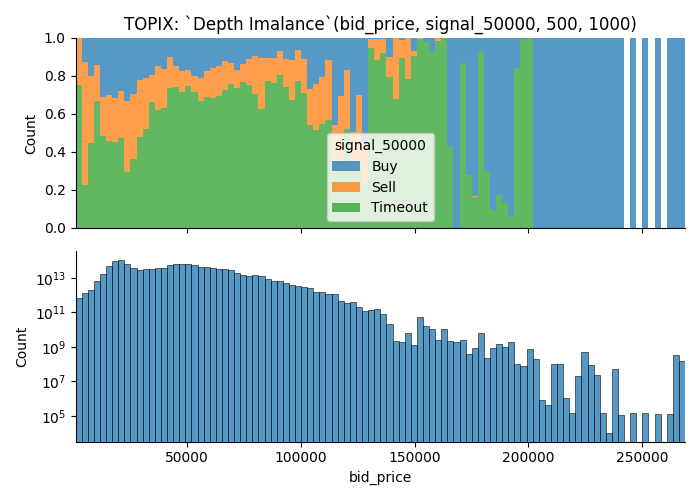 TOPIX: `Depth Imalance`(bid_price, signal_50000, 500, 1000)
Count
1.0
0.8
0.6
0.4
0.2
0.0
signal_50000
Buy
Sell
Timeout
Count
10^13
10^11
10^9
10^7
10^5
50000 100000 150000 200000 250000
bid_price